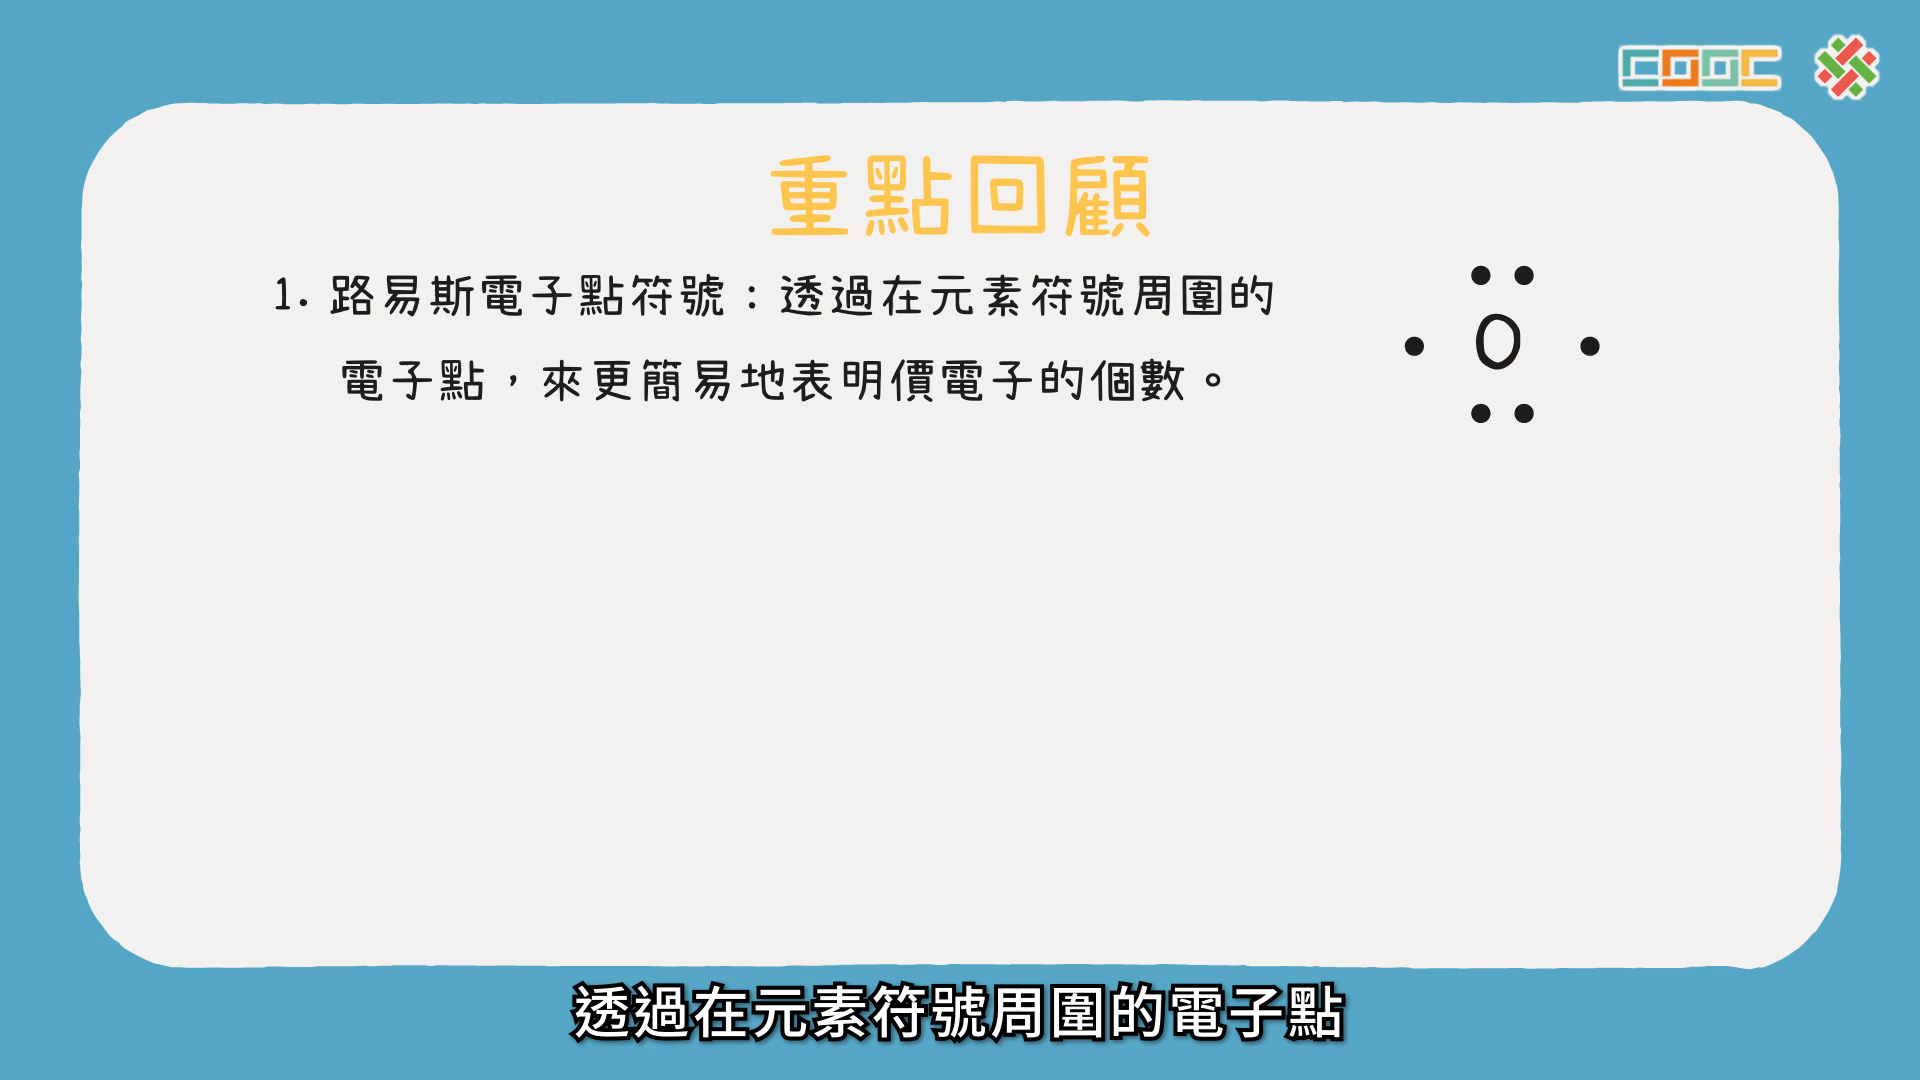 COOC
重點回顧
1. 路易斯電子點符號：透過在元素符號周圍的
電子點，來更簡易地表明價電子的個數。
O
透過在元素符號周圍的電子點